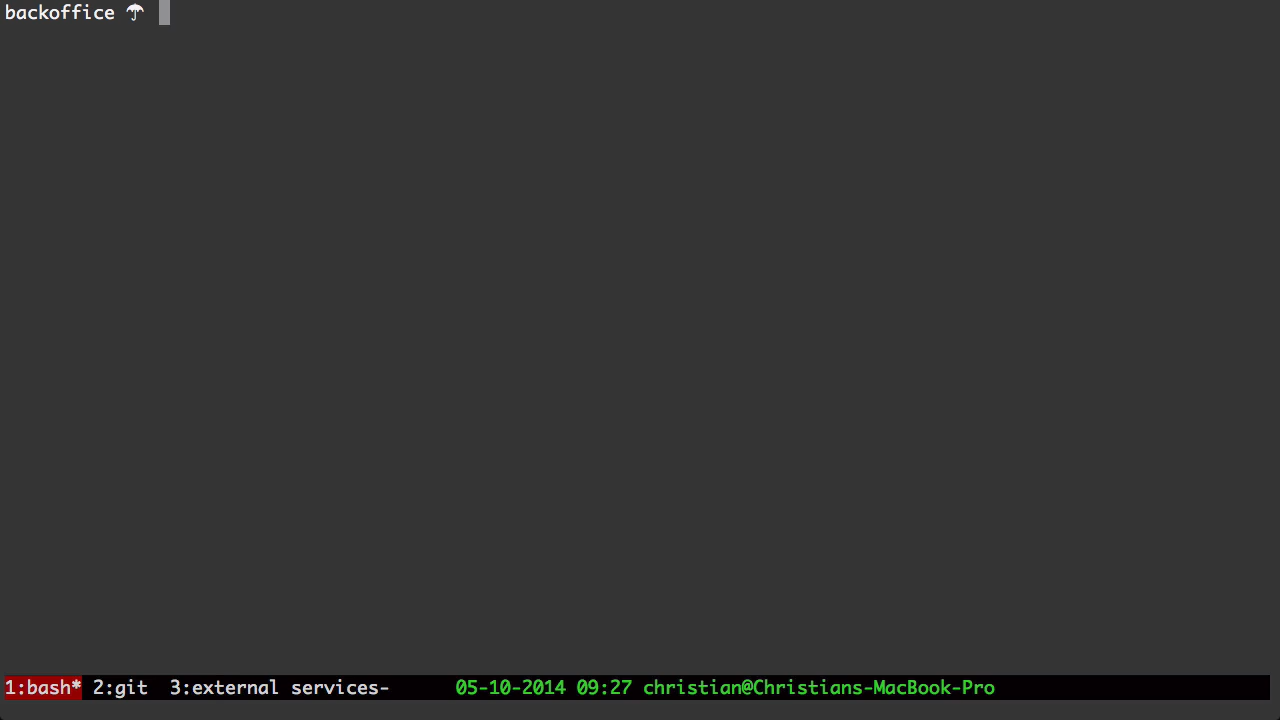 backoffice ☂
1:bash* 2:git 3:external services- 05-10-2014 09:27 christian@Christians-MacBook-Pro